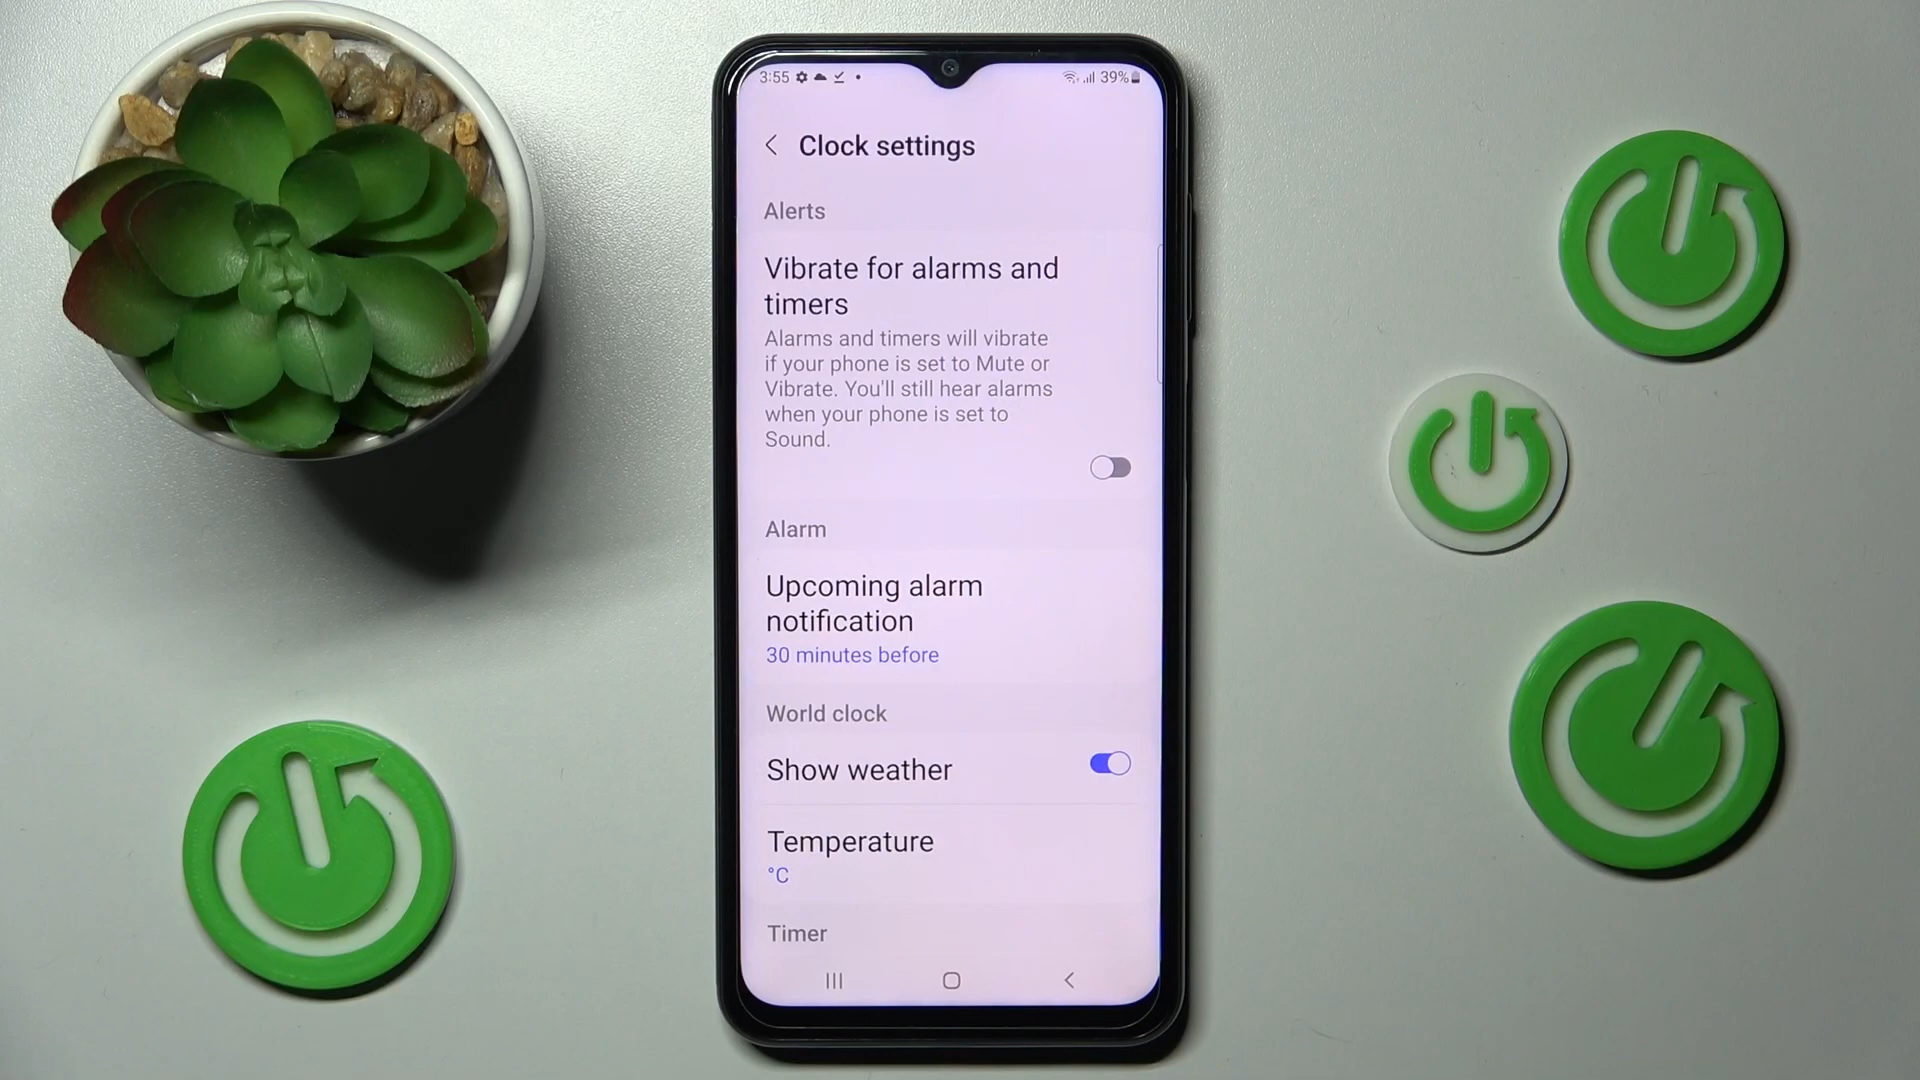 3:55 39%
Clock settings
Alerts
Vibrate for alarms and
timers
Alarms and timers will vibrate
if your phone is set to Mute or
Vibrate. You'll still hear alarms
when your phone is set to
Sound.
Alarm
Upcoming alarm
notification
30 minutes before
World clock
Show weather
Temperature
°C
Timer